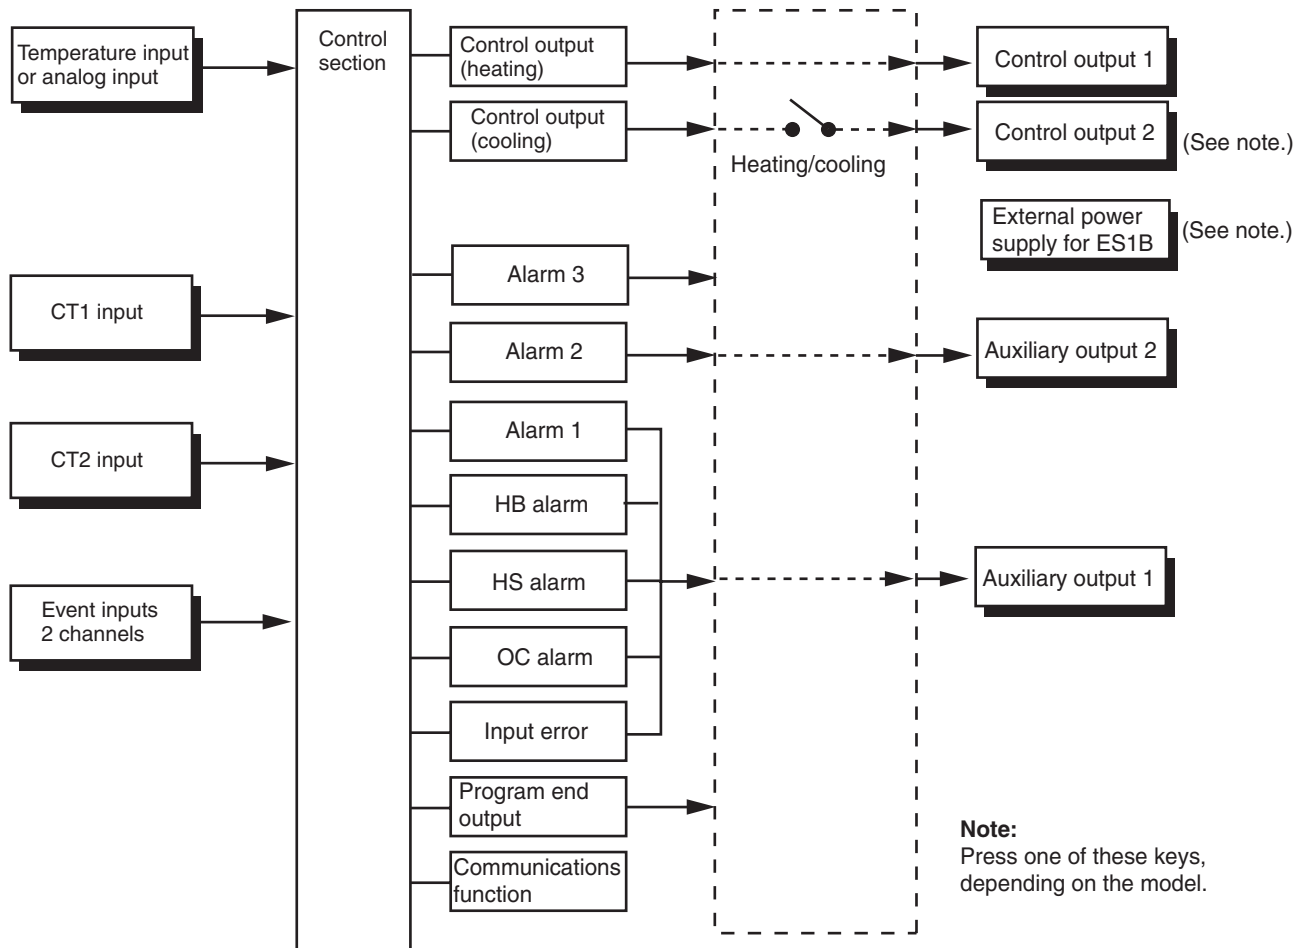 Temperature input
or analog input
CT1 input
CT2 input
Event inputs
2 channels
Control
section
Control output
(heating)
Control output
(cooling)
Alarm 3
Alarm 2
Alarm 1
HB alarm
HS alarm
OC alarm
Input error
Program end
output
Communications
function
Heating/cooling
Control output 1
Control output 2
(See note.)
External power
supply for ES1B
(See note.)
Auxiliary output 2
Auxiliary output 1
Note:
Press one of these keys,
depending on the model.